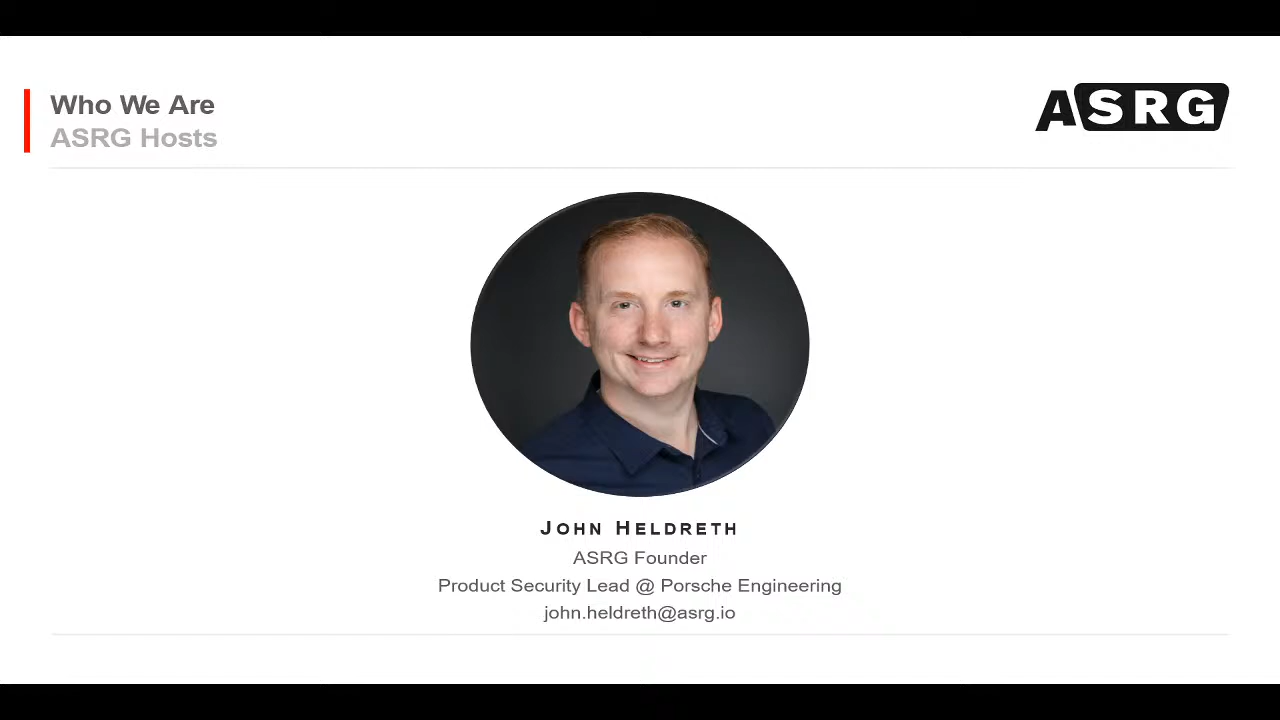 Who We Are
ASRG Hosts
ASRG
JOHN HELDRETH
ASRG Founder
Product Security Lead @ Porsche Engineering
john.heldreth@asrg.io